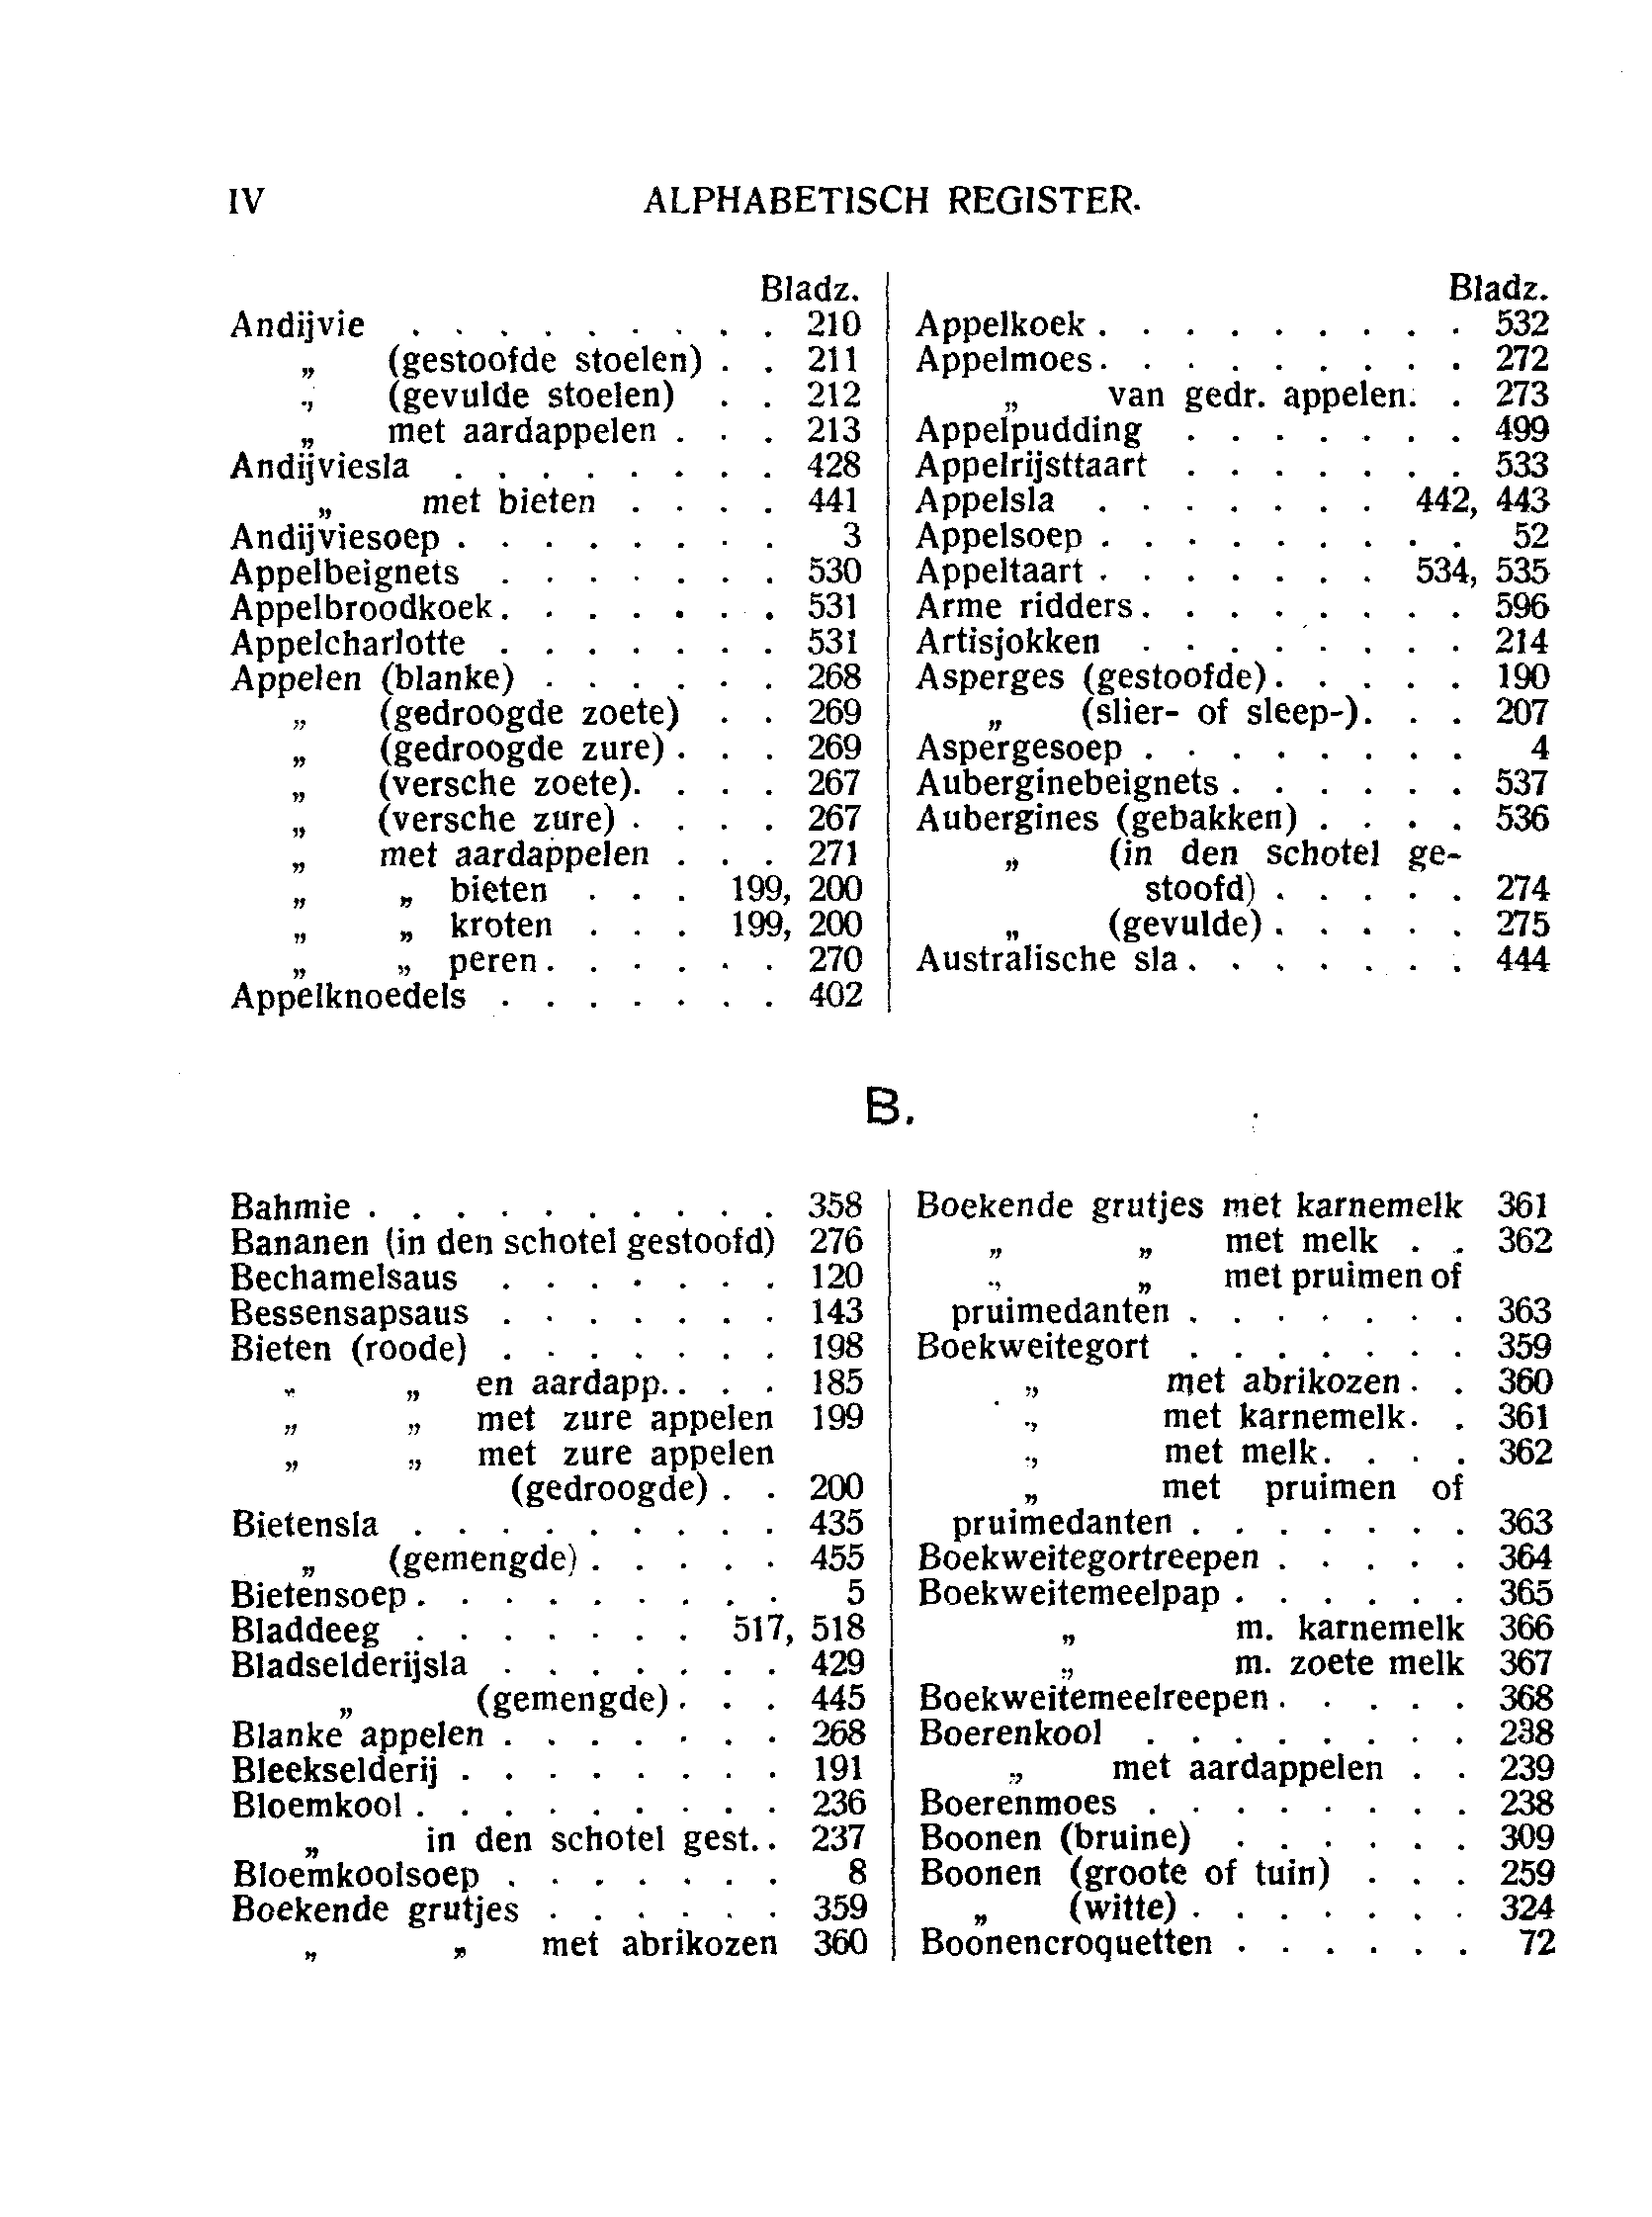 IV ALPHABETISCH REGISTER.
Bladz.
Andijvie . . . . . . . . . 210
„ (gestoofde stoelen) . . 211
„ (gevulde stoelen) . . 212
„ met aardappelen . . . 213
Andijviesla . . . . . . . . 428
„ met bieten . . . . 441
Andijviesoep . . . . . . . . 3
Appelbeignets . . . . . . . 530
Appelbroodkoek . . . . . . . 531
Appelcharlotte . . . . . . . 531
Appelen (blanke) . . . . . . 268
„ (gedroogde zoete) . . 269
„ (gedroogde zure) . . . 269
„ (versche zoete) . . . . 267
„ (versche zure) . . . . 267
„ met aardappelen . . . 271
„ „ bieten . . . 199, 200
„ „ kroten . . . 199, 200
„ „ peren . . . . . . 270
Appelknoedels . . . . . . . 402
Bladz.
Appelkoek . . . . . . . . . 532
Appelmoes . . . . . . . . . 272
„ van gedr. appelen. . 273
Appelpudding . . . . . . . 499
Appelrijsttaart . . . . . . . 533
Appelsla . . . . . . . 442, 443
Appelsoep . . . . . . . . . 52
Appeltaart . . . . . . . 534, 535
Arme ridders . . . . . . . . 596
Artisjokken . . . . . . . . 214
Asperges (gestoofde) . . . . . 190
„ (slier- of sleep-) . . . 207
Aspergesoep . . . . . . . . 4
Auberginebeignets . . . . . . 537
Aubergines (gebakken) . . . . 536
„ (in den schotel ge-
stoofd) . . . . . 274
„ (gevulde) . . . . . 275
Australische sla . . . . . . . 444
B.
Bahmie . . . . . . . . . . 358
Bananen (in den schotel gestoofd) 276
Bechamelsaus . . . . . . . 120
Bessensapsaus . . . . . . . 143
Bieten (roode) . . . . . . . 198
„ „ en aardapp. . . . 185
„ „ met zure appelen 199
„ „ met zure appelen
(gedroogde) . . 200
Bietensla . . . . . . . . . 435
„ (gemengde) . . . . . 455
Bietensoep . . . . . . . . . 5
Bladdeeg . . . . . . . 517, 518
Bladselderijsla . . . . . . . 429
„ (gemengde) . . . 445
Blanke appelen . . . . . . . 268
Bleekselderij . . . . . . . . 191
Bloemkool . . . . . . . . . 236
„ in den schotel gest. . 237
Bloemkoolsoep . . . . . . . 8
Boekende grutjes . . . . . . 359
„ „ met abrikozen 360
Boekende grutjes met karnemelk 361
„ „ met melk . . 362
„ „ met pruimen of
pruimedanten . . . . . . . 363
Boekweitegort . . . . . . . 359
„ met abrikozen . . 360
„ met karnemelk . . 361
„ met melk . . . . 362
„ met pruimen of
pruimedanten . . . . . . . 363
Boekweitegortreepen . . . . . 364
Boekweitemeelpap . . . . . . 365
„ m. karnemelk 366
„ m. zoete melk 367
Boekweitemeelreepen . . . . . 368
Boerenkool . . . . . . . . 238
„ met aardappelen . . 239
Boerenmoes . . . . . . . . 238
Boonen (bruine) . . . . . . 309
Boonen (groote of tuin) . . . 259
„ (witte) . . . . . . . 324
Boonencroquetten . . . . . . 72